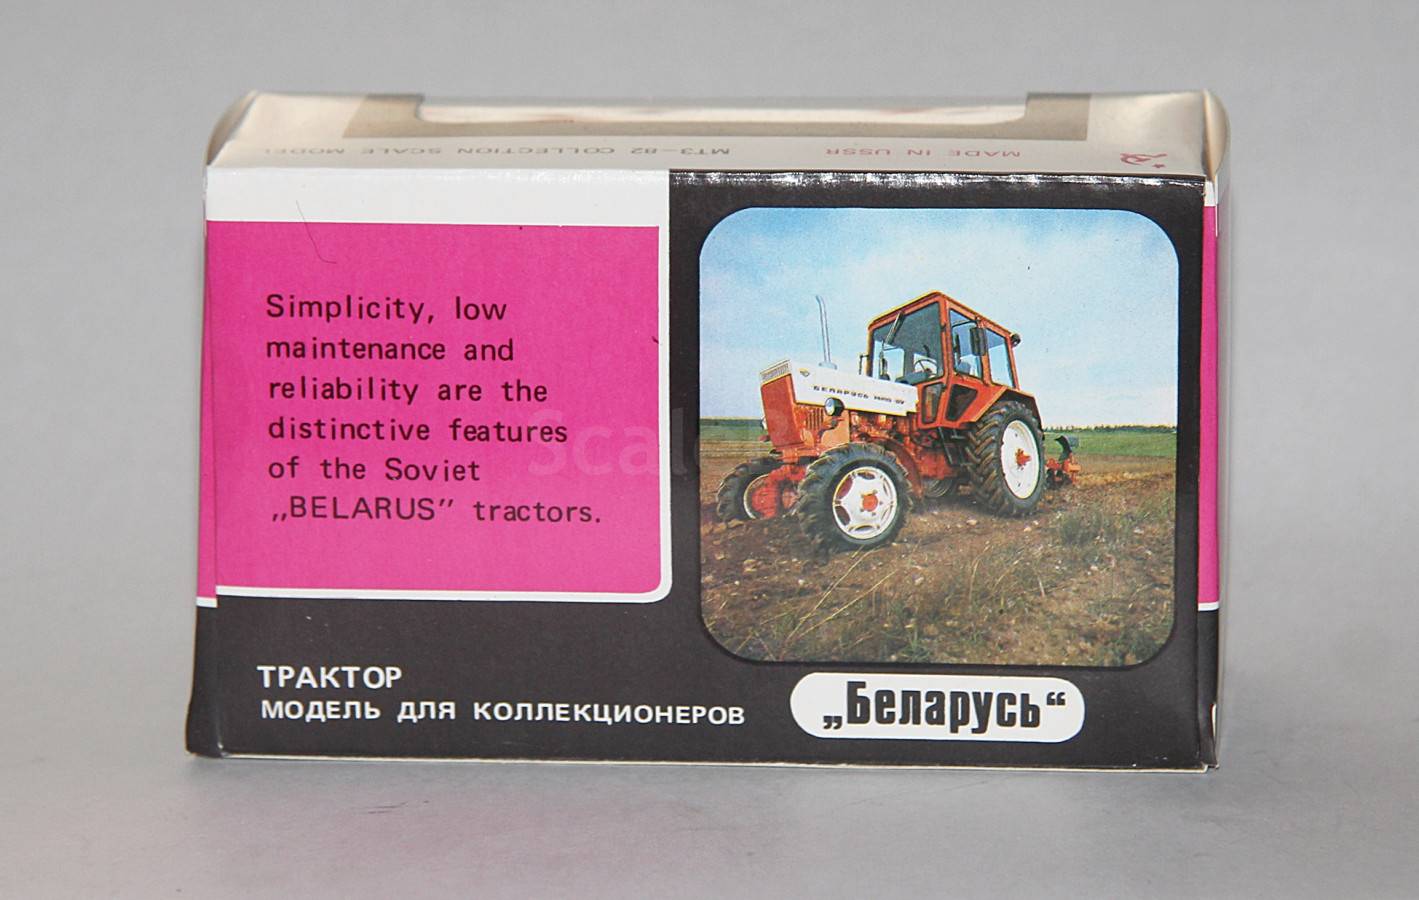 МТЗ-82 COLLECTION SCALE MODEL MADE IN USSR
Simplicity, low
maintenance and
reliability are the
distinctive features
of the Soviet
„BELARUS” tractors.
БЕЛАРУСЬ
ТРАКТОР
МОДЕЛЬ ДЛЯ КОЛЛЕКЦИОНЕРОВ
„Беларусь“